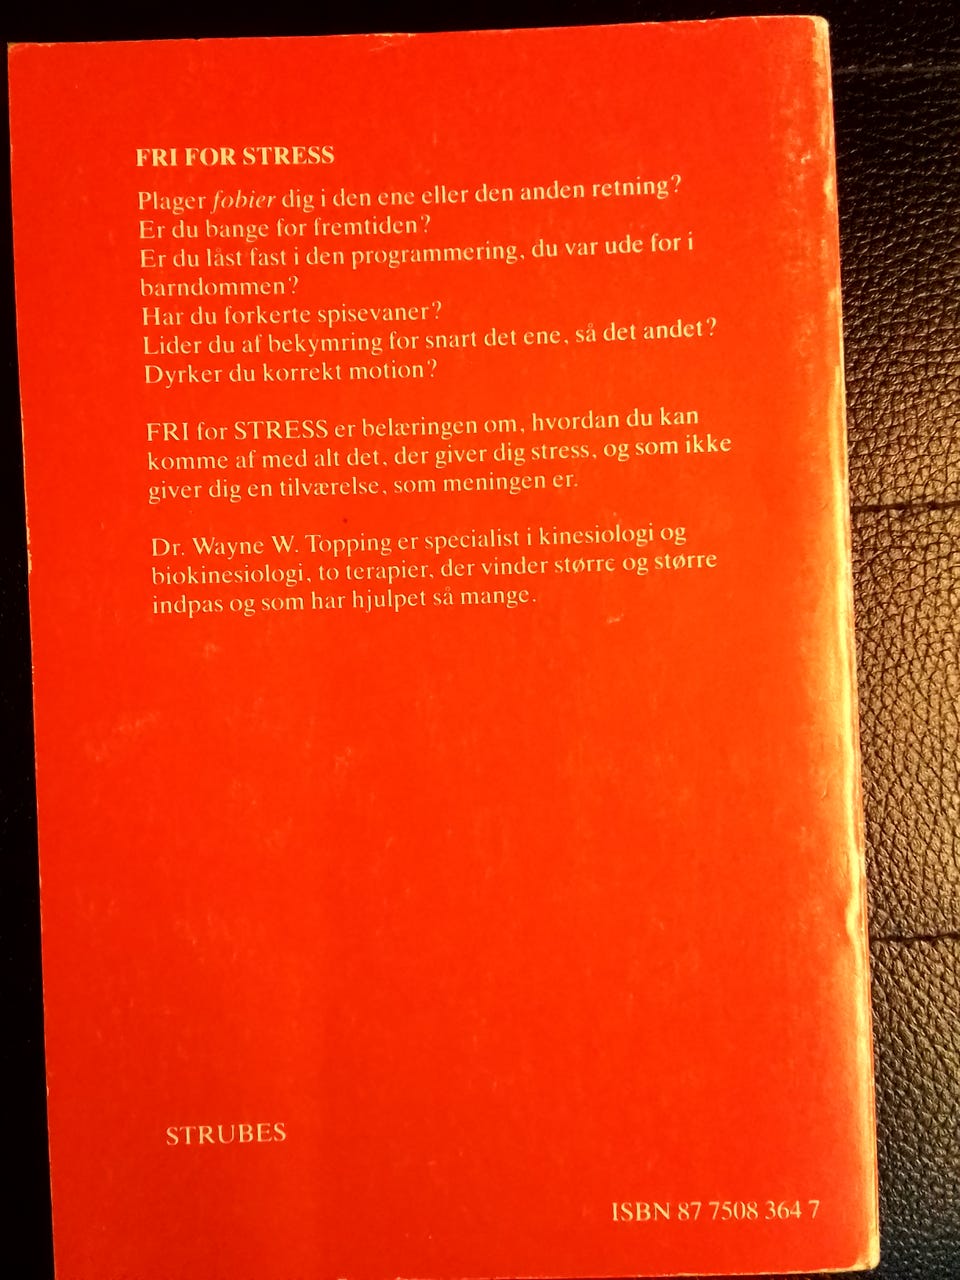 FRI FOR STRESS
Plager fobier dig i den ene eller den anden retning?
Er du bange for fremtiden?
Er du låst fast i den programmering, du var ude for i
barndommen?
Har du forkerte spisevaner?
Lider du af bekymring for snart det ene, så det andet?
Dyrker du korrekt motion?
FRI for STRESS er belæringen om, hvordan du kan
komme af med alt det, der giver dig stress, og som ikke
giver dig en tilværelse, som meningen er.
Dr. Wayne W. Topping er specialist i kinesiologi og
biokinesiologi, to terapier, der vinder større og større
indpas og som har hjulpet så mange.
STRUBES
ISBN 87 7508 364 7